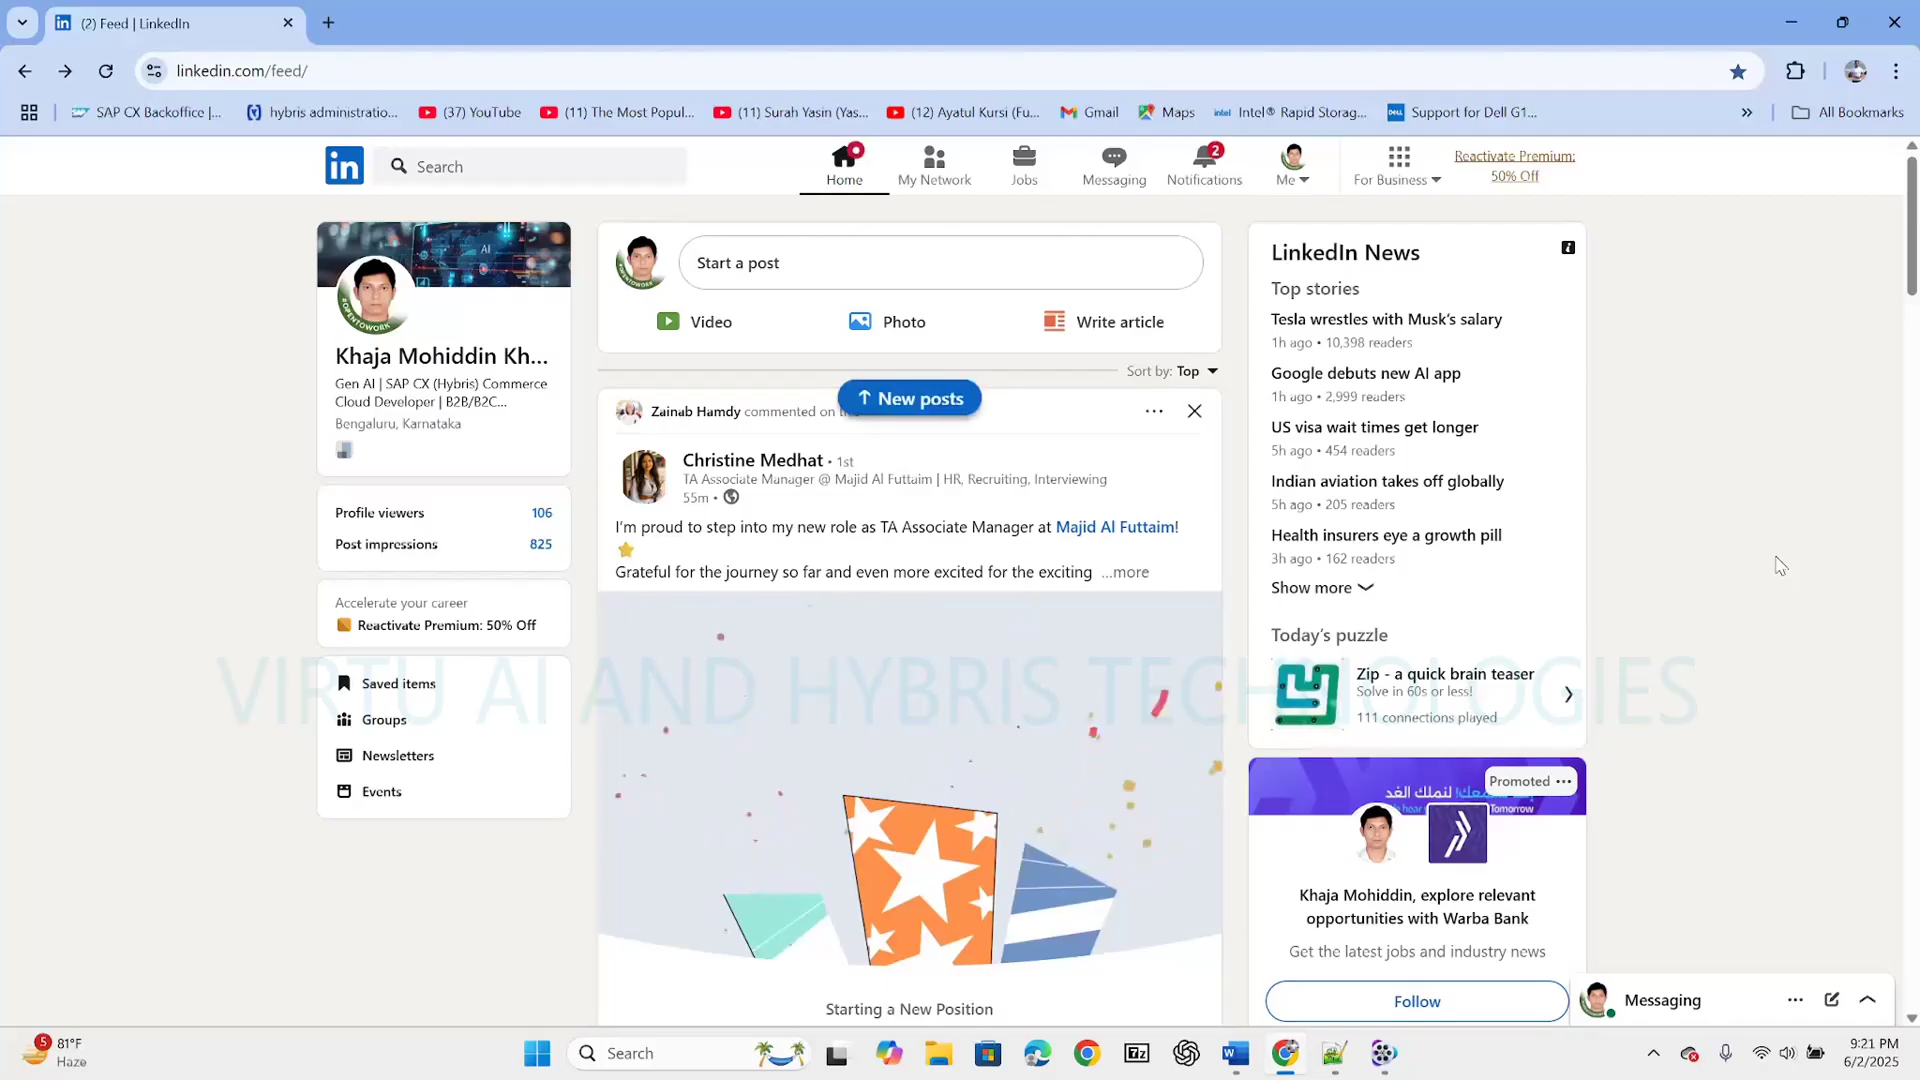 (2) Feed | LinkedIn
linkedin.com/feed/
SAP CX Backoffice |...
hybris administratio...
(37) YouTube
(11) The Most Popul...
(11) Surah Yasin (Yas...
(12) Ayatul Kursi (Fu...
Gmail
Maps
Intel® Rapid Storag...
Support for Dell G1...
All Bookmarks
in
Search
Home
My Network
Jobs
Messaging
2
Notifications
Me
For Business
Reactivate Premium:
50% Off
AI
#OPENTOWORK
Khaja Mohiddin Kh...
Gen AI | SAP CX (Hybris) Commerce
Cloud Developer | B2B/B2C...
Bengaluru, Karnataka
Profile viewers 106
Post impressions 825
Accelerate your career
Reactivate Premium: 50% Off
Saved items
Groups
Newsletters
Events
Start a post
Video
Photo
Write article
Sort by: Top
↑ New posts
Zainab Hamdy commented on
Christine Medhat • 1st
TA Associate Manager @ Majid Al Futtaim | HR, Recruiting, Interviewing
55m •
I'm proud to step into my new role as TA Associate Manager at Majid Al Futtaim!
Grateful for the journey so far and even more excited for the exciting ...more
Starting a New Position
LinkedIn News
Top stories
Tesla wrestles with Musk's salary
1h ago • 10,398 readers
Google debuts new AI app
1h ago • 2,999 readers
US visa wait times get longer
5h ago • 454 readers
Indian aviation takes off globally
5h ago • 205 readers
Health insurers eye a growth pill
3h ago • 162 readers
Show more
Today's puzzle
Zip - a quick brain teaser
Solve in 60s or less!
111 connections played
VIRTU AI AND HYBRIS TECHNOLOGIES
Promoted
لنملك الغد
Tomorrow
Khaja Mohiddin, explore relevant
opportunities with Warba Bank
Get the latest jobs and industry news
Follow
Messaging
5
81°F
Haze
Search
7z
9:21 PM
6/2/2025